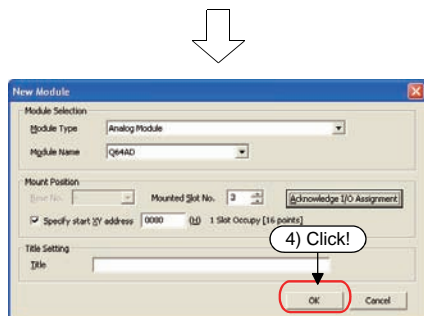 New Module
Module Selection
Module Type Analog Module
Module Name Q64AD
Mount Position
Base No. - Mounted Slot No. 3 Acknowledge I/O Assignment
Specify start XY address 0080 (H) 1 Slot Occupy [16 points]
4) Click!
Title Setting
Title
OK Cancel